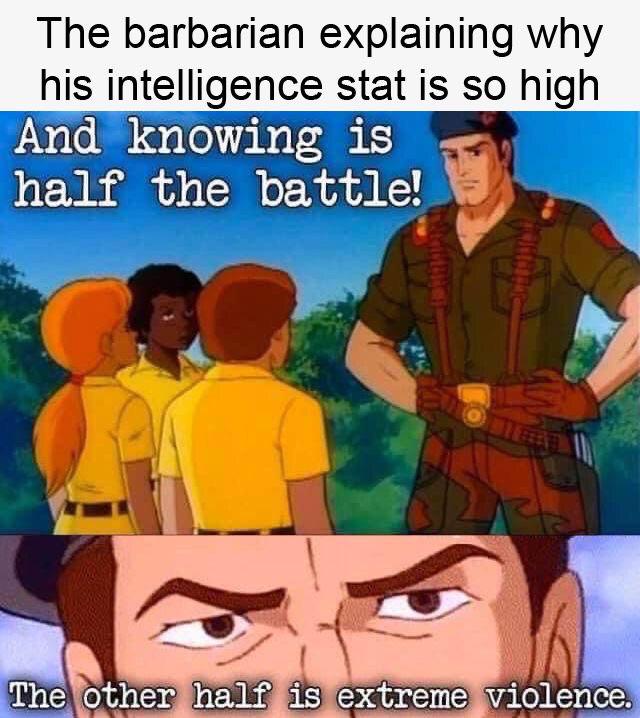 The barbarian explaining why
his intelligence stat is so high
And knowing is
half the battle!
The other half is extreme violence.